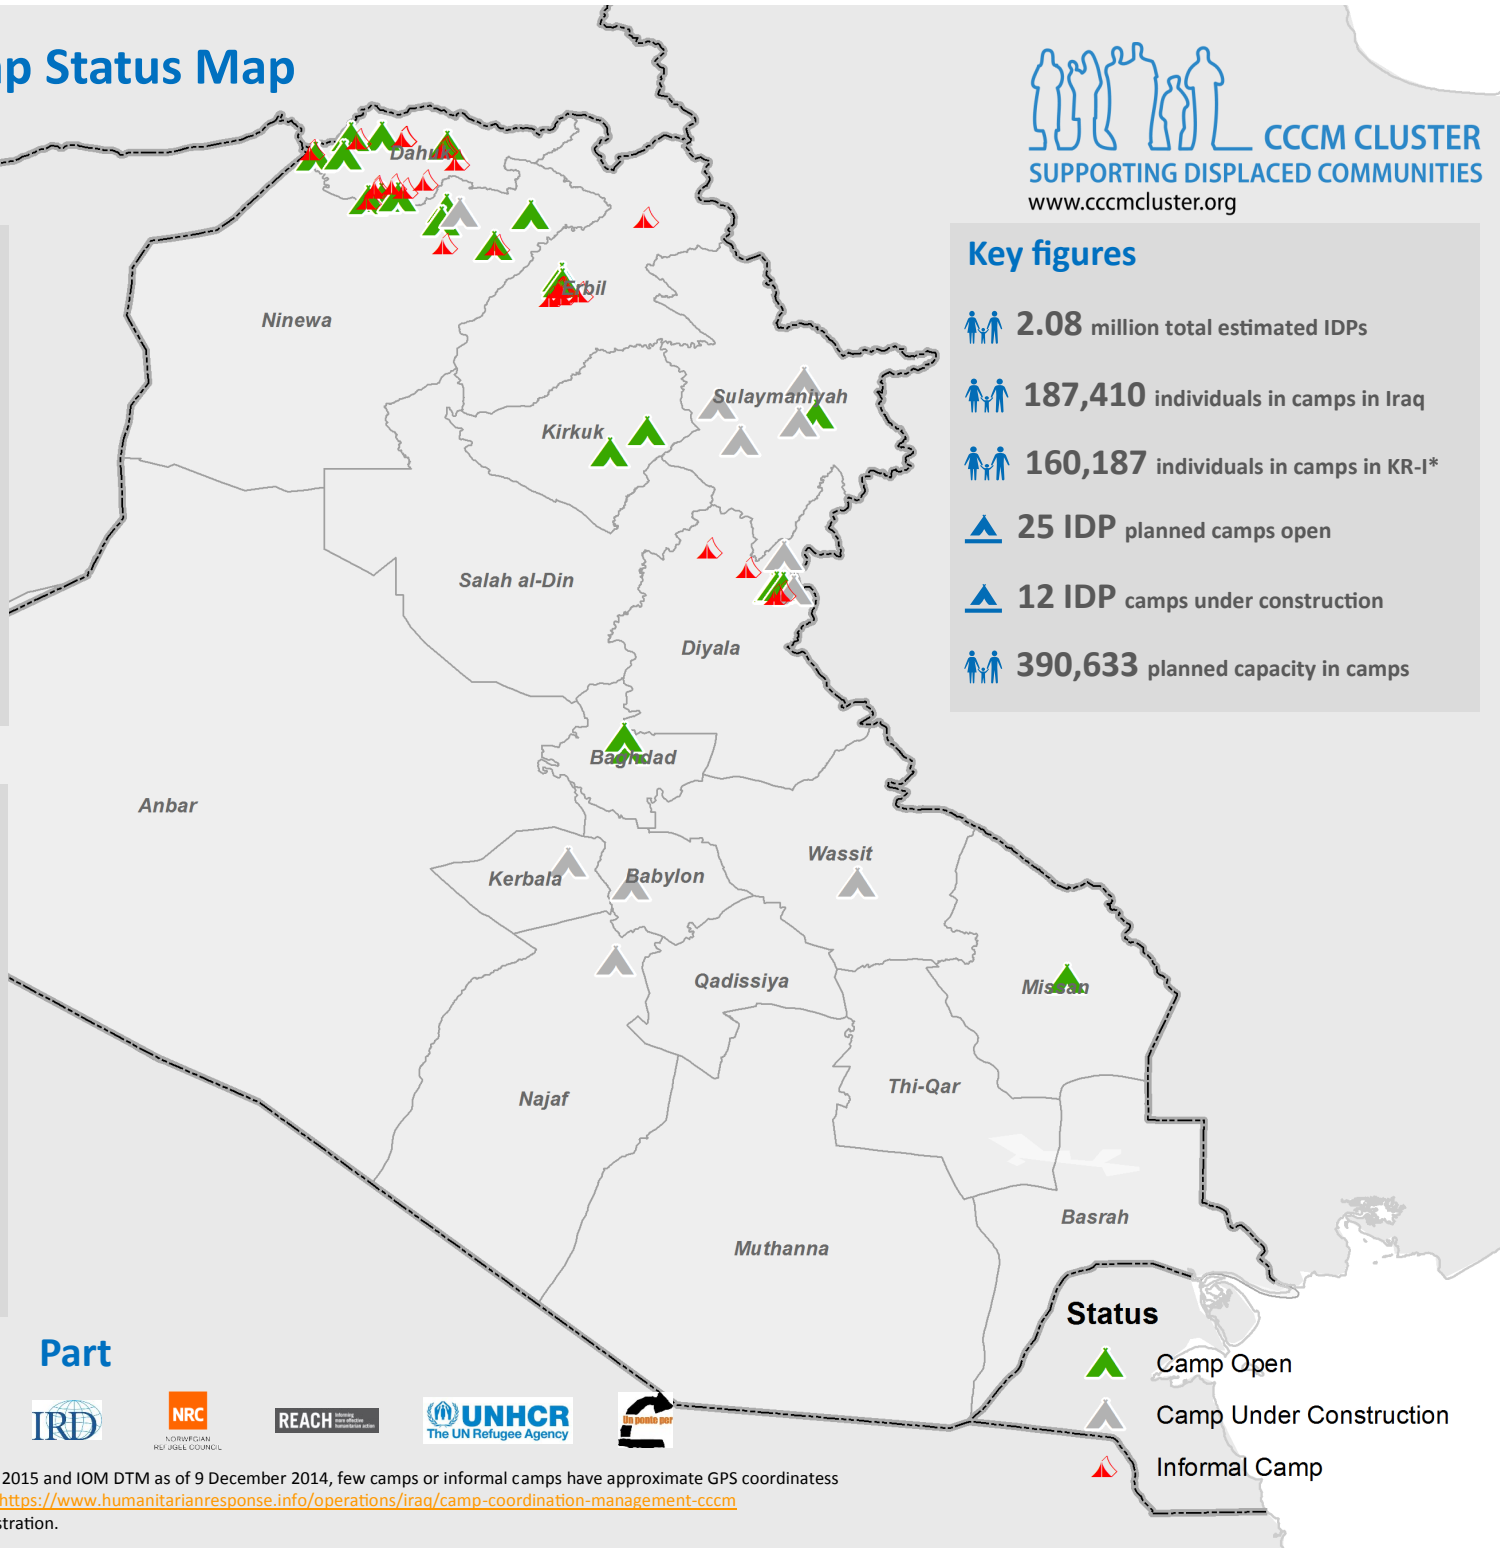 p Status Map
CCCM CLUSTER
SUPPORTING DISPLACED COMMUNITIES
www.cccmcluster.org
Key figures
2.08 million total estimated IDPs
187,410 individuals in camps in Iraq
160,187 individuals in camps in KR-I*
25 IDP planned camps open
12 IDP camps under construction
390,633 planned capacity in camps
Dahuk
Erbil
Ninewa
Sulaymaniyah
Kirkuk
Salah al-Din
Diyala
Baghdad
Anbar
Wassit
Kerbala
Babylon
Qadissiya
Missan
Thi-Qar
Najaf
Basrah
Muthanna
Status
Camp Open
Camp Under Construction
Informal Camp
Part
IRD
NRC
NORWEGIAN
REFUGEE COUNCIL
REACH Informing
more effective
humanitarian action
UNHCR
The UN Refugee Agency
Un ponte per
2015 and IOM DTM as of 9 December 2014, few camps or informal camps have approximate GPS coordinatess
https://www.humanitarianresponse.info/operations/iraq/camp-coordination-management-cccm
stration.